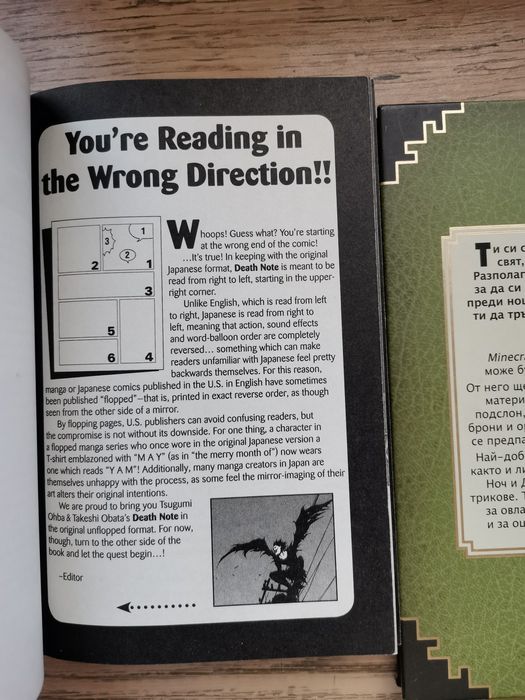 You're Reading in
the Wrong Direction!!
1
3
2
2
1
3
5
6
4
Whoops! Guess what? You're starting
at the wrong end of the comic!
...It's true! In keeping with the original
Japanese format, Death Note is meant to be
read from right to left, starting in the upper-
right corner.
Unlike English, which is read from left
to right, Japanese is read from right to
left, meaning that action, sound effects
and word-balloon order are completely
reversed... something which can make
readers unfamiliar with Japanese feel pretty
backwards themselves. For this reason,
manga or Japanese comics published in the U.S. in English have sometimes
been published "flopped"—that is, printed in exact reverse order, as though
seen from the other side of a mirror.
By flopping pages, U.S. publishers can avoid confusing readers, but
the compromise is not without its downside. For one thing, a character in
a flopped manga series who once wore in the original Japanese version a
T-shirt emblazoned with "M A Y" (as in "the merry month of") now wears
one which reads "Y A M"! Additionally, many manga creators in Japan are
themselves unhappy with the process, as some feel the mirror-imaging of their
art alters their original intentions.
We are proud to bring you Tsugumi
Ohba & Takeshi Obata's Death Note in
the original unflopped format. For now,
though, turn to the other side of the
book and let the quest begin...!
–Editor
Ти си
свят,
Разполаг
за да си
преди нощ
ти да тръ
Minecra
може б
От него ще
матери
подслон,
брони и о
се предпа
Най-доб
както и л
Ноч и Д
трикове. Т
за овла
и за оц